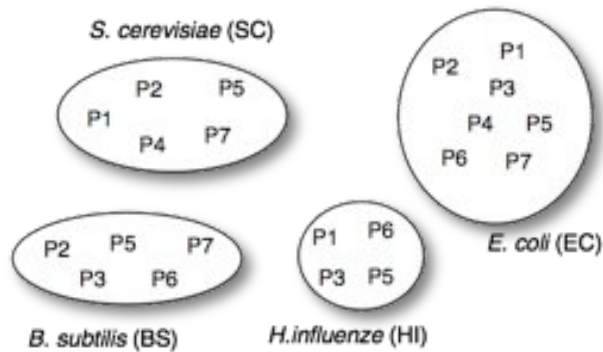 S. cerevisiae (SC)
P2 P5
P1
P4 P7
P1
P2
P3
P4 P5
P6 P7
E. coli (EC)
P2 P5 P7
P3 P6
B. subtilis (BS)
P1 P6
P3 P5
H.influenze (HI)